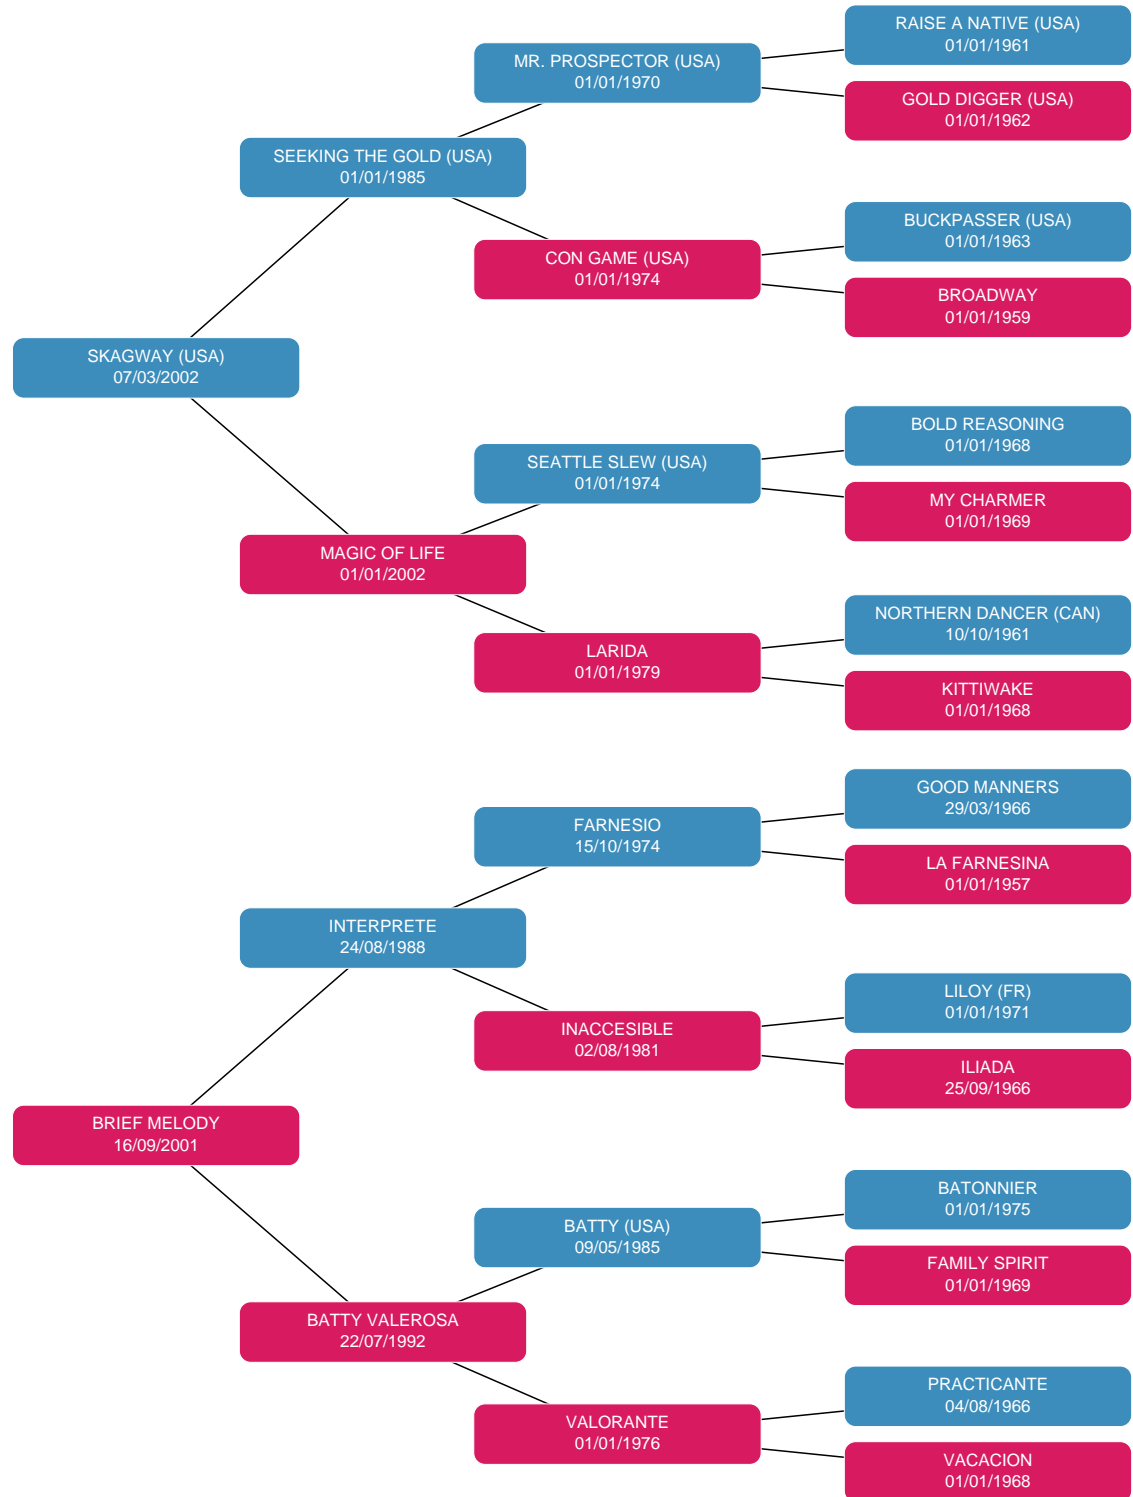 RAISE A NATIVE (USA)
01/01/1961
MR. PROSPECTOR (USA)
01/01/1970
GOLD DIGGER (USA)
01/01/1962
SEEKING THE GOLD (USA)
01/01/1985
BUCKPASSER (USA)
01/01/1963
CON GAME (USA)
01/01/1974
BROADWAY
01/01/1959
SKAGWAY (USA)
07/03/2002
BOLD REASONING
01/01/1968
SEATTLE SLEW (USA)
01/01/1974
MY CHARMER
01/01/1969
MAGIC OF LIFE
01/01/2002
NORTHERN DANCER (CAN)
10/10/1961
LARIDA
01/01/1979
KITTIWAKE
01/01/1968
GOOD MANNERS
29/03/1966
FARNESIO
15/10/1974
LA FARNESINA
01/01/1957
INTERPRETE
24/08/1988
LILOY (FR)
01/01/1971
INACCESIBLE
02/08/1981
ILIADA
25/09/1966
BRIEF MELODY
16/09/2001
BATONNIER
01/01/1975
BATTY (USA)
09/05/1985
FAMILY SPIRIT
01/01/1969
BATTY VALEROSA
22/07/1992
PRACTICANTE
04/08/1966
VALORANTE
01/01/1976
VACACION
01/01/1968